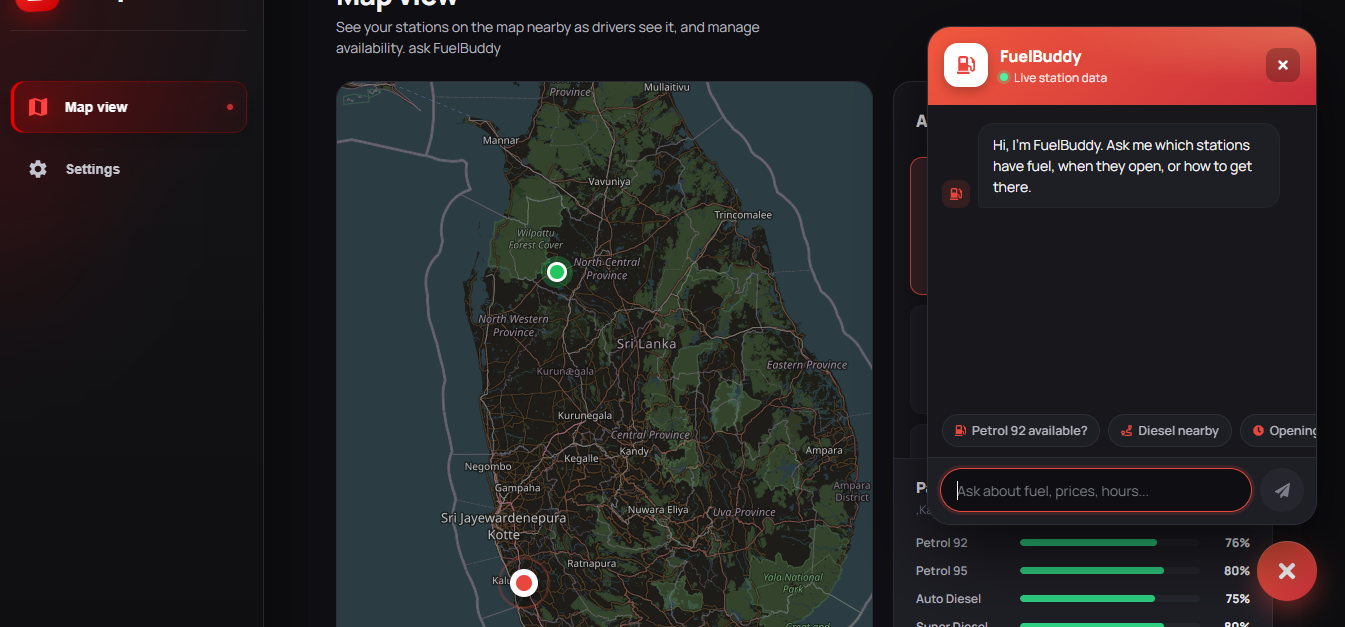 Map view
See your stations on the map nearby as drivers see it, and manage
availability. ask FuelBuddy
Map view
Settings
Province
Mullaitivu
Mannar
Vavuniya
Trincomalee
Wilpattu
Forest Cover
North Central
Province
North Western
Province
Sri Lanka
Eastern Province
Kurunægala
Kurunegala
Central Province
Kandy
Kegalle
Ampara
Negombo
Gampaha
Ampara
District
Nuwara Eliya
Uva Province
Sri Jayewardenepura
Kotte
Ratnapura
Yala National
Park
FuelBuddy
Live station data
Hi, I'm FuelBuddy. Ask me which stations
have fuel, when they open, or how to get
there.
Petrol 92 available?
Diesel nearby
Opening
Ask about fuel, prices, hours...
Petrol 92 76%
Petrol 95 80%
Auto Diesel 75%
Super Diesel 80%